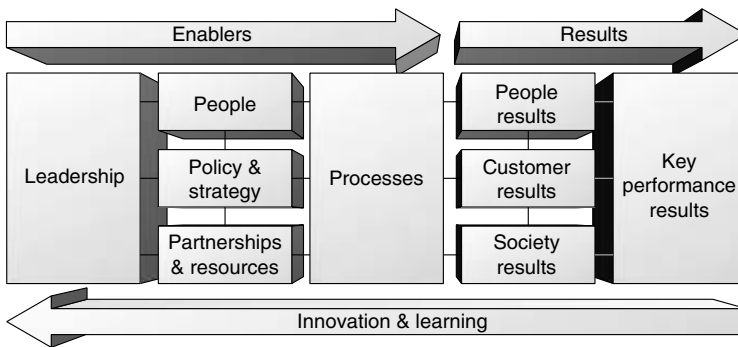 Enablers
Results
Leadership
People
Policy &
strategy
Partnerships
& resources
Processes
People
results
Customer
results
Society
results
Key
performance
results
Innovation & learning